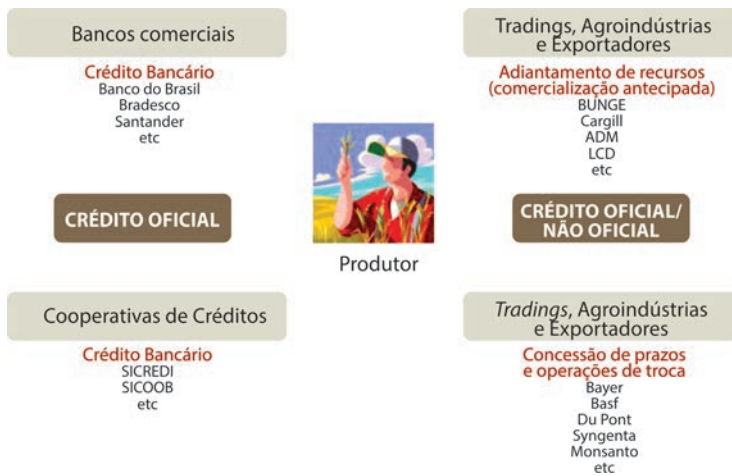 Bancos comerciais
Crédito Bancário
Banco do Brasil
Bradesco
Santander
etc
CRÉDITO OFICIAL
Cooperativas de Créditos
Crédito Bancário
SICREDI
SICOOB
etc
Produtor
Tradings, Agroindústrias
e Exportadores
Adiantamento de recursos
(comercialização antecipada)
BUNGE
Cargill
ADM
LCD
etc
CRÉDITO OFICIAL/
NÃO OFICIAL
Tradings, Agroindústrias
e Exportadores
Concessão de prazos
e operações de troca
Bayer
Basf
Du Pont
Syngenta
Monsanto
etc